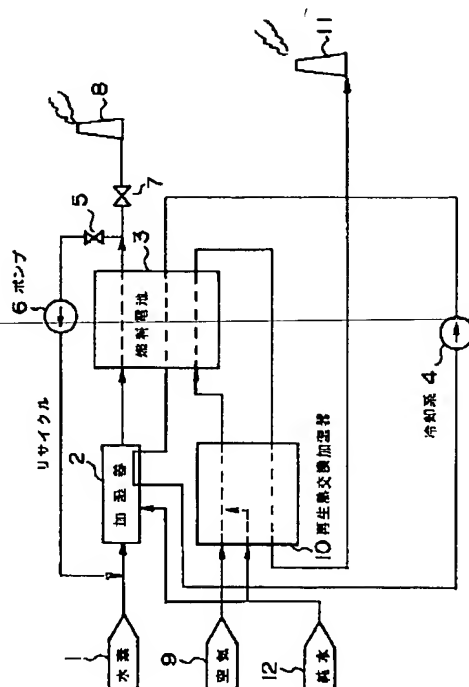 1 水素
リサイクル
6 ポンプ
5
7
8
2 加湿器
3 燃料電池
9 空気
10 再生熱交換加湿器
12 純水
冷却系 4
11